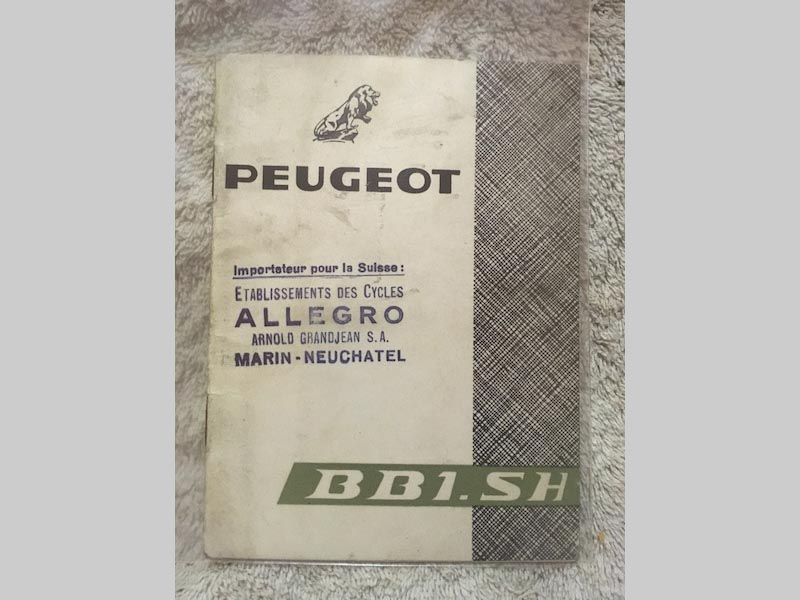 PEUGEOT
Importateur pour la Suisse:
ETABLISSEMENTS DES CYCLES
ALLEGRO
ARNOLD GRANDJEAN S.A.
MARIN-NEUCHATEL
BB1.SH